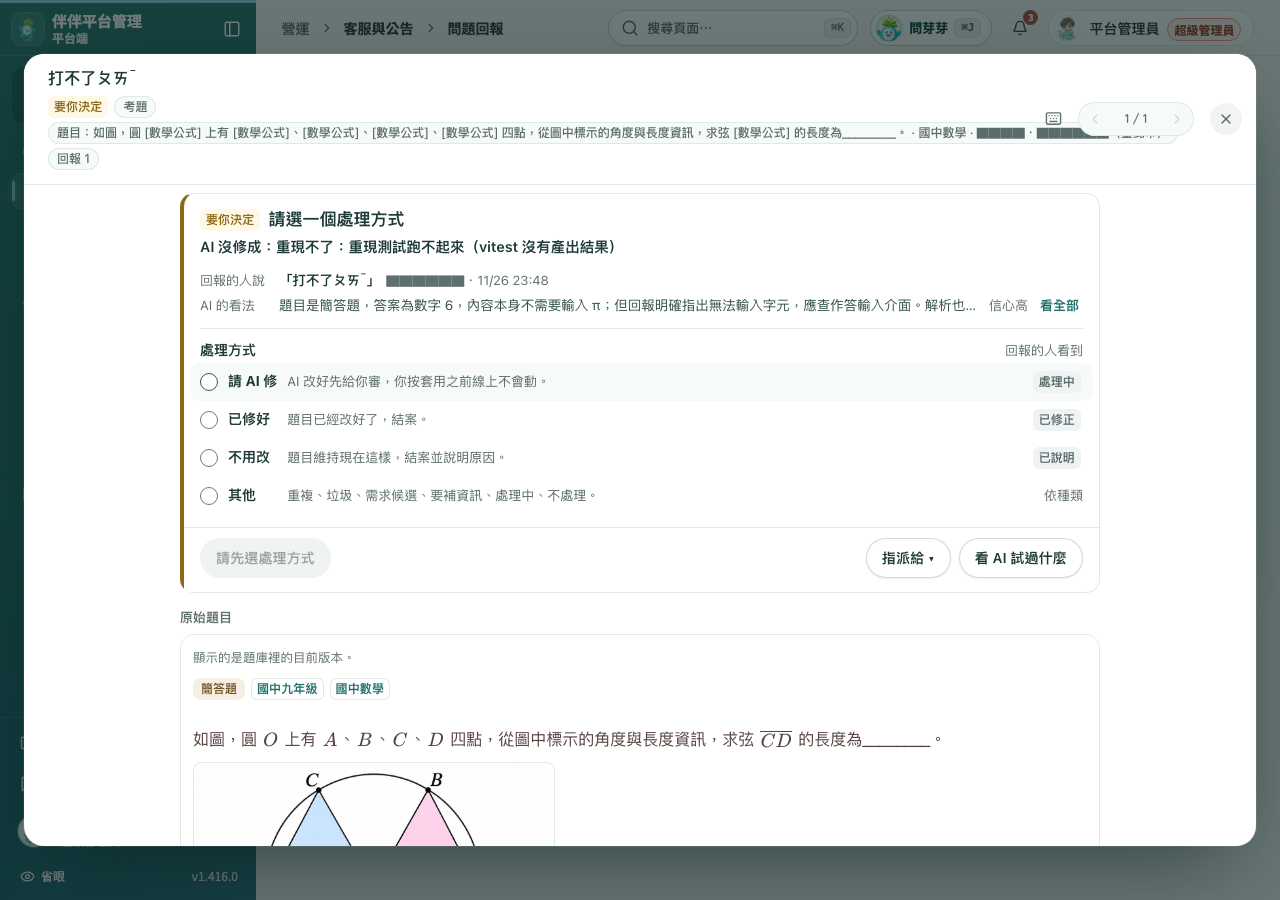 伴伴平台管理
平台端
營運 > 客服與公告 > 問題回報
搜尋頁面…
⌘K
問芽芽
⌘J
3
平台管理員
超級管理員
打不了ㄆㄞˉ
要你決定
考題
題目：如圖，圓 [數學公式] 上有 [數學公式]、[數學公式]、[數學公式]、[數學公式] 四點，從圖中標示的角度與長度資訊，求弦 [數學公式] 的長度為________。 · 國中數學 ·
1 / 1
回報 1
要你決定
請選一個處理方式
AI 沒修成：重現不了：重現測試跑不起來（vitest 沒有產出結果）
回報的人說
「打不了ㄆㄞˉ」
· 11/26 23:48
AI 的看法
題目是簡答題，答案為數字 6，內容本身不需要輸入 π；但回報明確指出無法輸入字元，應查作答輸入介面。解析也…
信心高
看全部
處理方式
回報的人看到
請 AI 修
AI 改好先給你審，你按套用之前線上不會動。
處理中
已修好
題目已經改好了，結案。
已修正
不用改
題目維持現在這樣，結案並說明原因。
已說明
其他
重複、垃圾、需求候選、要補資訊、處理中、不處理。
依種類
請先選處理方式
指派給 ▾
看 AI 試過什麼
原始題目
顯示的是題庫裡的目前版本。
簡答題
國中九年級
國中數學
如圖，圓 O 上有 A、B、C、D 四點，從圖中標示的角度與長度資訊，求弦 CD 的長度為________。
C
B
省眼
v1.416.0